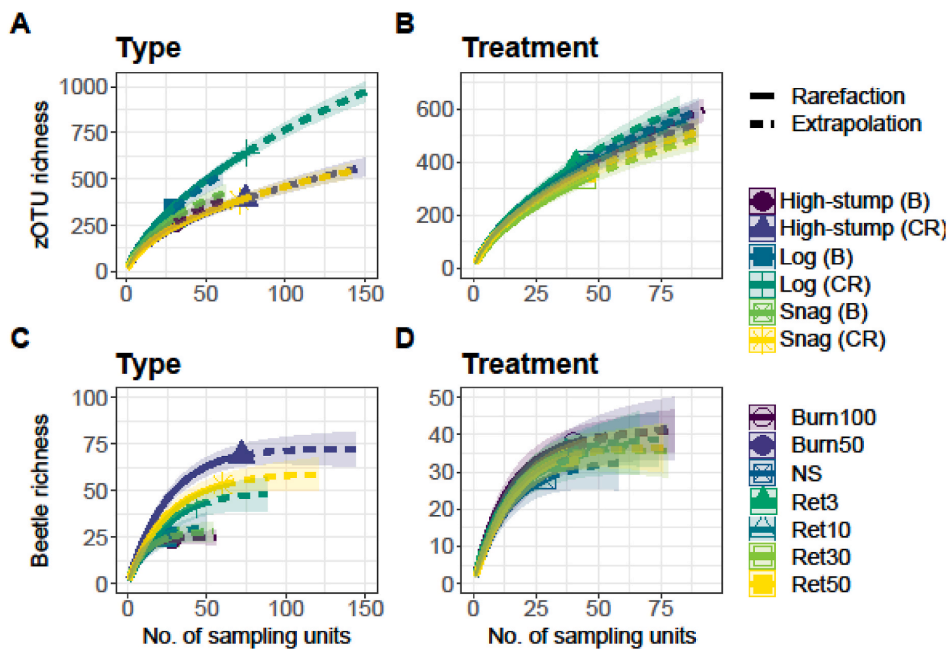 A
Type
zOTU richness
1000
750
500
250
0
0 50 100 150
B
Treatment
600
400
200
0
0 25 50 75
Rarefaction
Extrapolation
High-stump (B)
High-stump (CR)
Log (B)
Log (CR)
Snag (B)
Snag (CR)
C
Type
Beetle richness
100
75
50
25
0
0 50 100 150
No. of sampling units
D
Treatment
50
40
30
20
10
0
0 25 50 75
No. of sampling units
Burn100
Burn50
NS
Ret3
Ret10
Ret30
Ret50